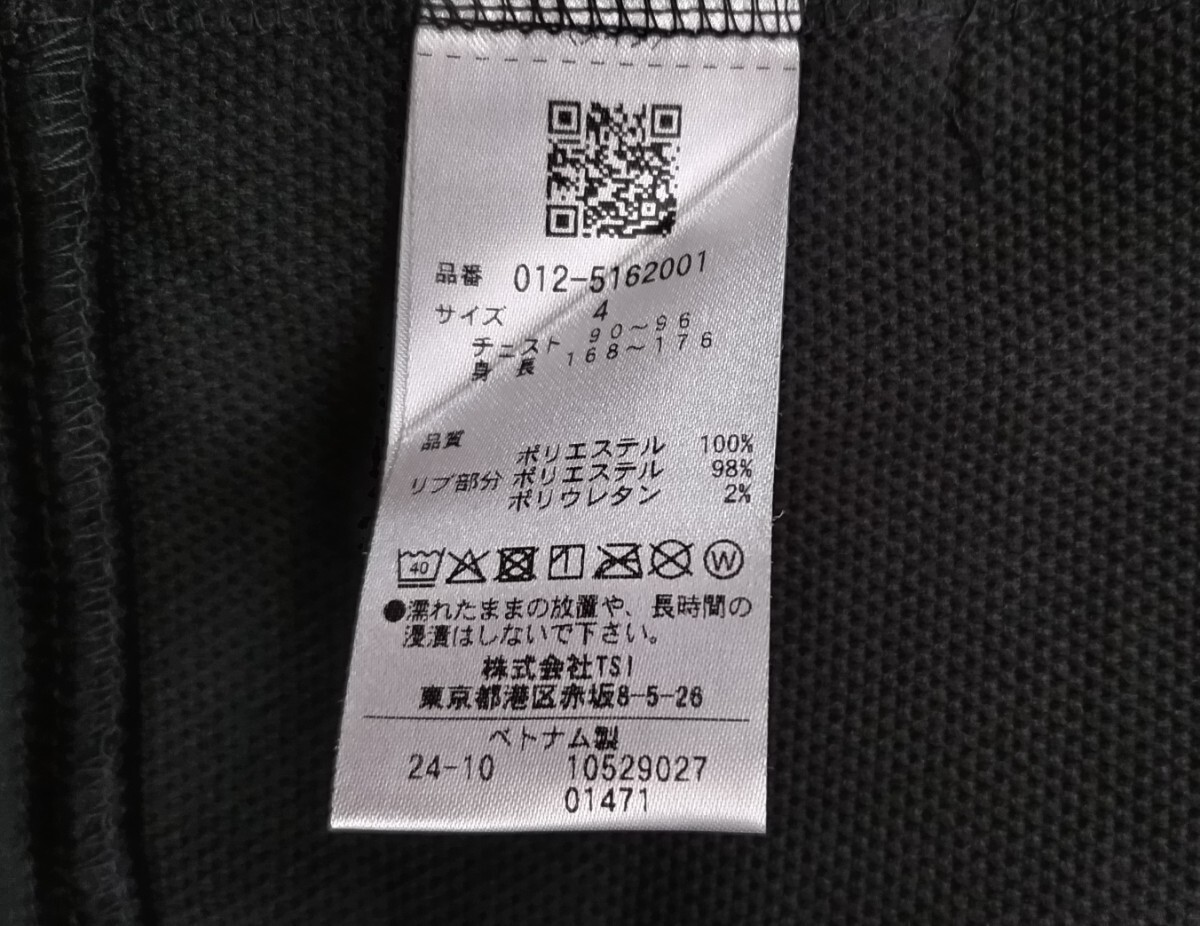 品番 012-5162001
サイズ 4
チェスト 90~96
身長 168~176
品質 ポリエステル 100%
リブ部分 ポリエステル 98%
ポリウレタン 2%
40 W
●濡れたままの放置や、長時間の
浸漬はしないで下さい。
株式会社TSI
東京都港区赤坂8-5-26
ベトナム製
24-10 10529027
01471